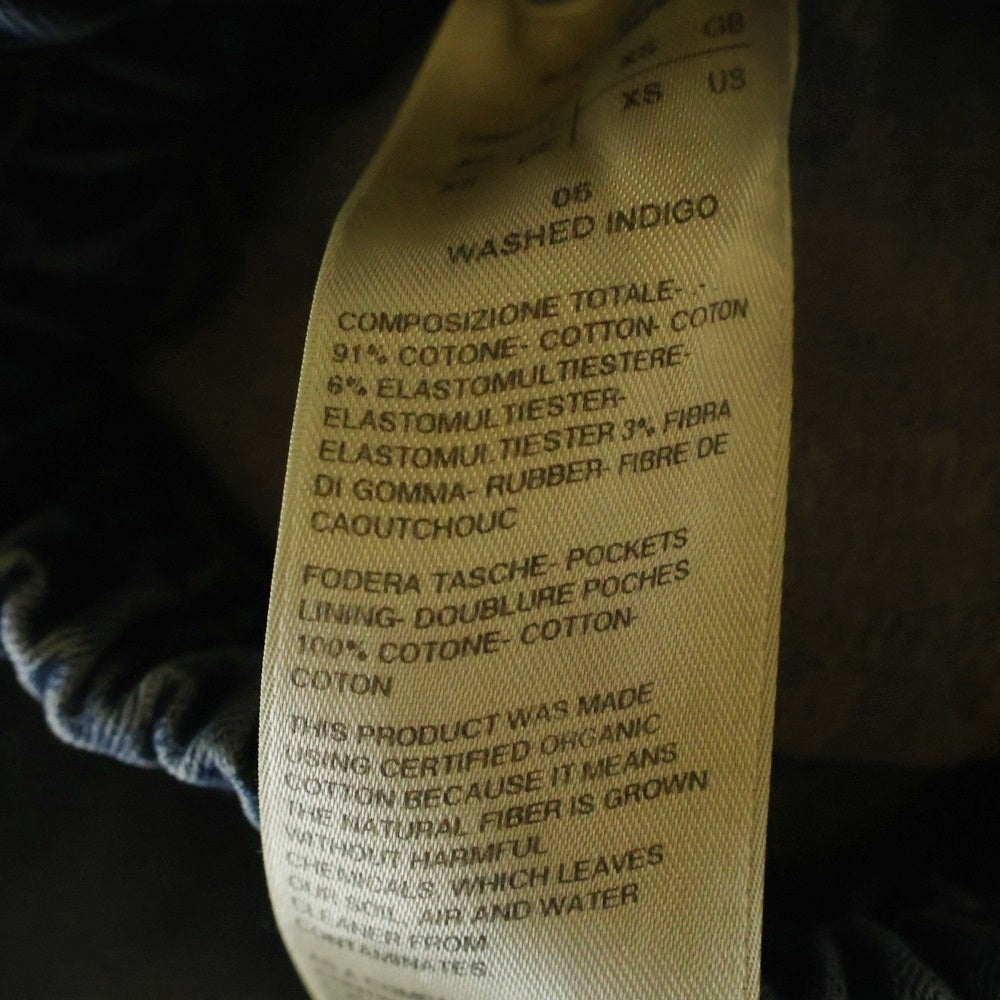 XS GB
XS US
06
WASHED INDIGO
COMPOSIZIONE TOTALE-
91% COTONE- COTTON- COTON
6% ELASTOMULTIESTERE-
ELASTOMULTIESTER-
ELASTOMULTIESTER 3% FIBRA
DI GOMMA- RUBBER- FIBRE DE
CAOUTCHOUC
FODERA TASCHE- POCKETS
LINING- DOUBLURE POCHES
100% COTONE- COTTON-
COTON
THIS PRODUCT WAS MADE
USING CERTIFIED ORGANIC
COTTON BECAUSE IT MEANS
THE NATURAL FIBER IS GROWN
WITHOUT HARMFUL
CHEMICALS, WHICH LEAVES
OUR SOIL, AIR AND WATER
CLEANER FROM
CONTAMINATES